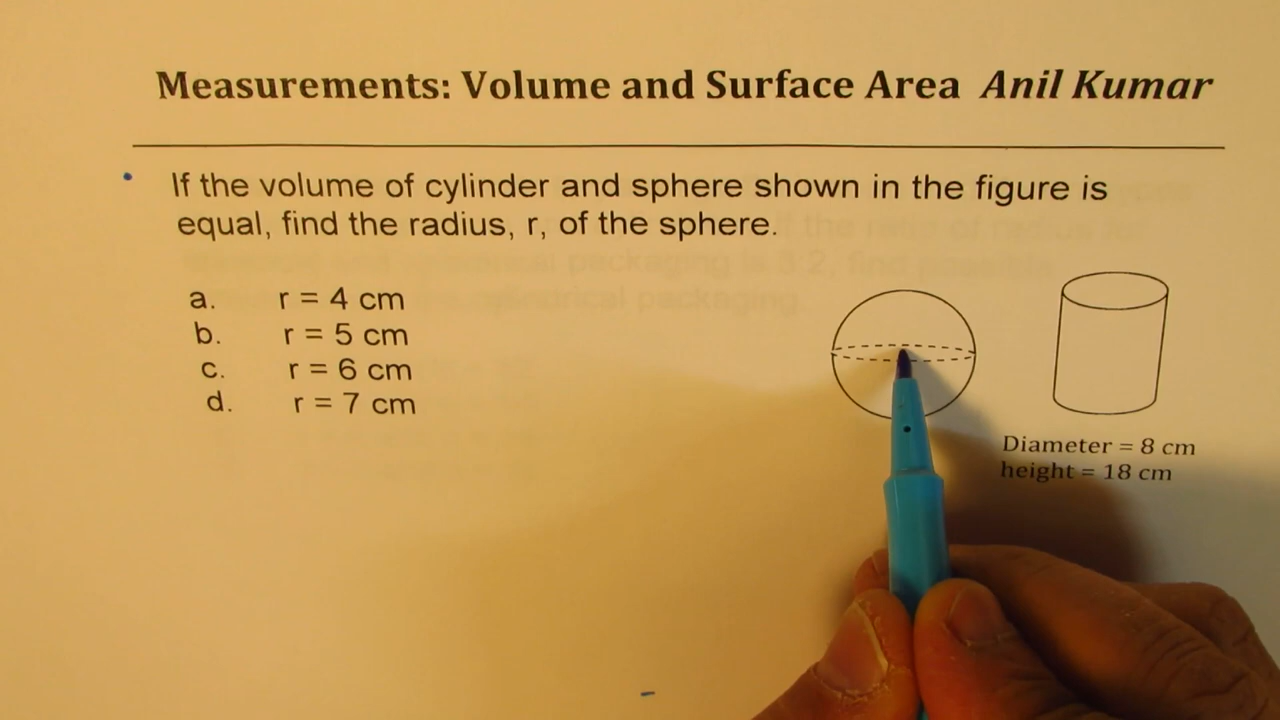 Measurements: Volume and Surface Area Anil Kumar
If the volume of cylinder and sphere shown in the figure is
equal, find the radius, r, of the sphere.
a. r = 4 cm
b. r = 5 cm
c. r = 6 cm
d. r = 7 cm
Diameter = 8 cm
height = 18 cm